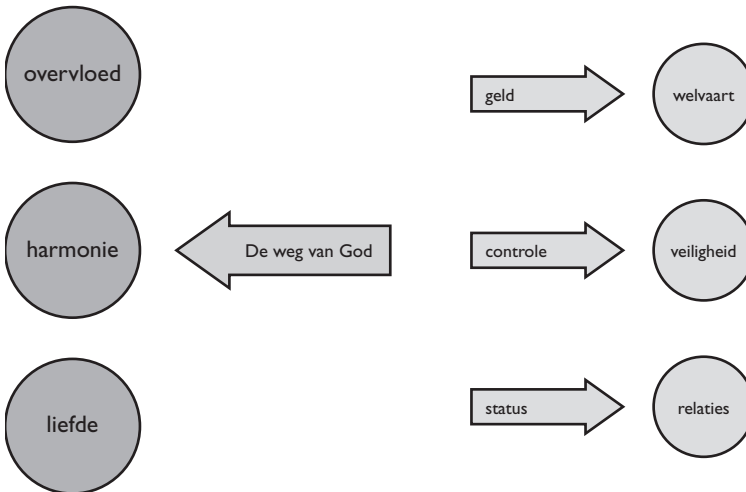 overvloed
harmonie
liefde
De weg van God
geld
controle
status
welvaart
veiligheid
relaties